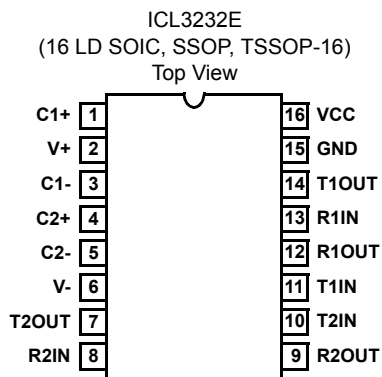 ICL3232E
(16 LD SOIC, SSOP, TSSOP-16)
Top View
C1+ 1 16 VCC
V+ 2 15 GND
C1- 3 14 T1OUT
C2+ 4 13 R1IN
C2- 5 12 R1OUT
V- 6 11 T1IN
T2OUT 7 10 T2IN
R2IN 8 9 R2OUT